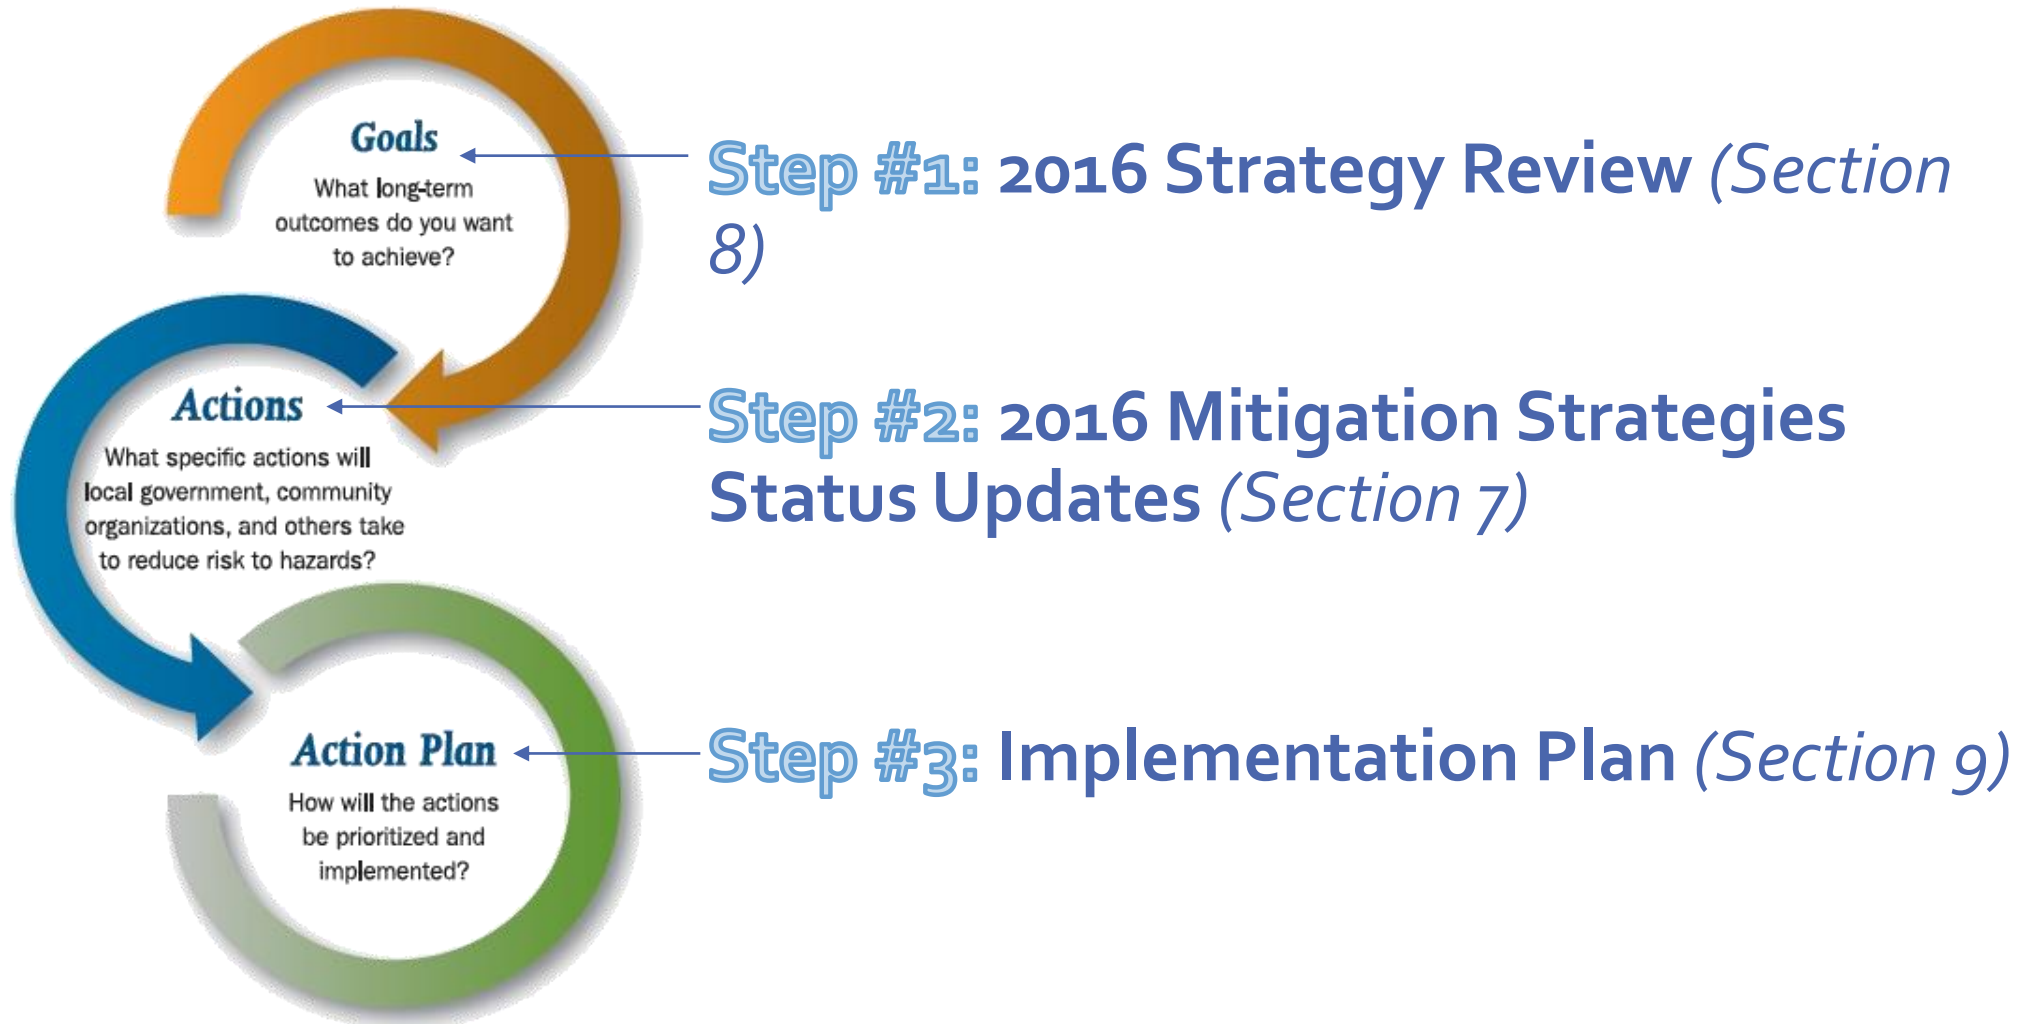 Goals
What long-term
outcomes do you want
to achieve?
Step #1: 2016 Strategy Review (Section
8)
Actions
What specific actions will
local government, community
organizations, and others take
to reduce risk to hazards?
Step #2: 2016 Mitigation Strategies
Status Updates (Section 7)
Action Plan
How will the actions
be prioritized and
implemented?
Step #3: Implementation Plan (Section 9)